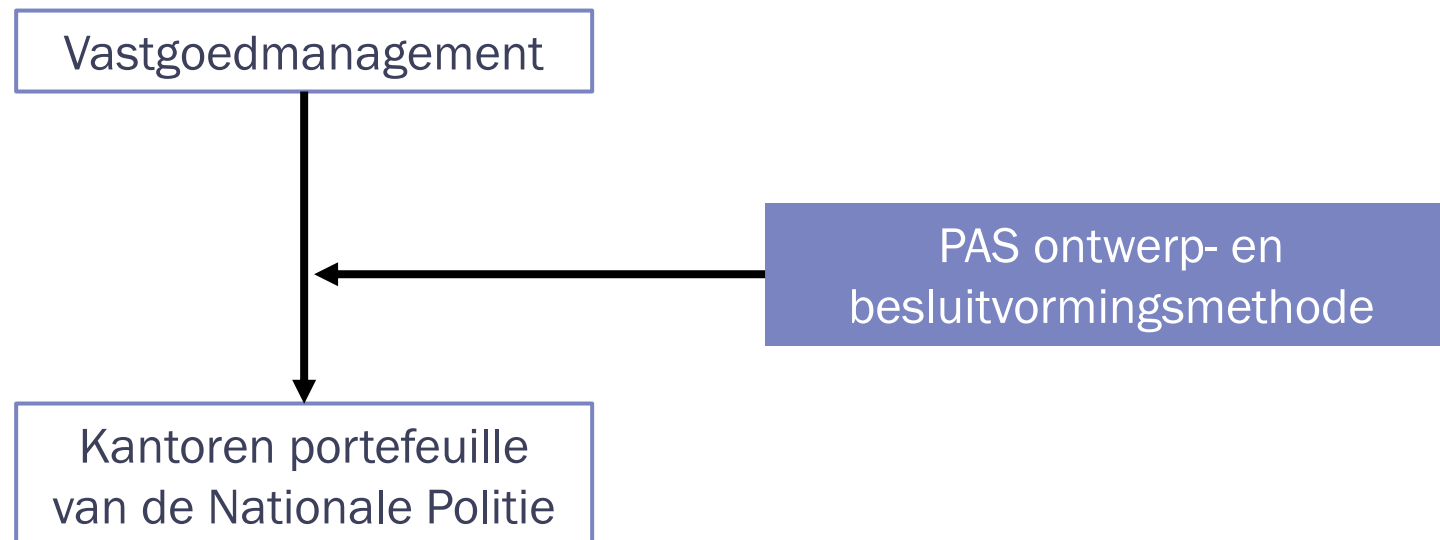 Vastgoedmanagement
PAS ontwerp- en
besluitvormingsmethode
Kantoren portefeuille
van de Nationale Politie